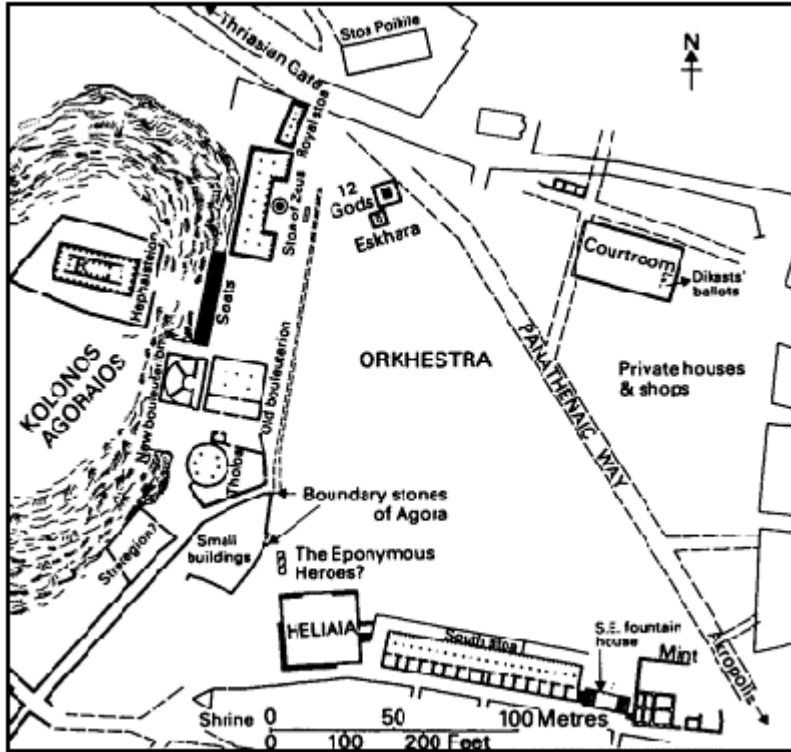 Stoa Poikile
Thriasian Gate
N
Royal stoa
Stoa of Zeus
12
Gods
Eskhara
Courtroom
Dikasts'
ballots
Hephaisteion
Seats
ORKHESTRA
PANATHENAIC WAY
Private houses
& shops
KOLONOS
AGORAIOS
New bouleuterion
Old bouleuterion
Tholos
Boundary stones
of Agora
Strategion?
Small
buildings
The Eponymous
Heroes?
HELIAIA
South stoa
S.E. fountain
house
Mint
Akropolis
Shrine
0 50 100 Metres
0 100 200 Feet